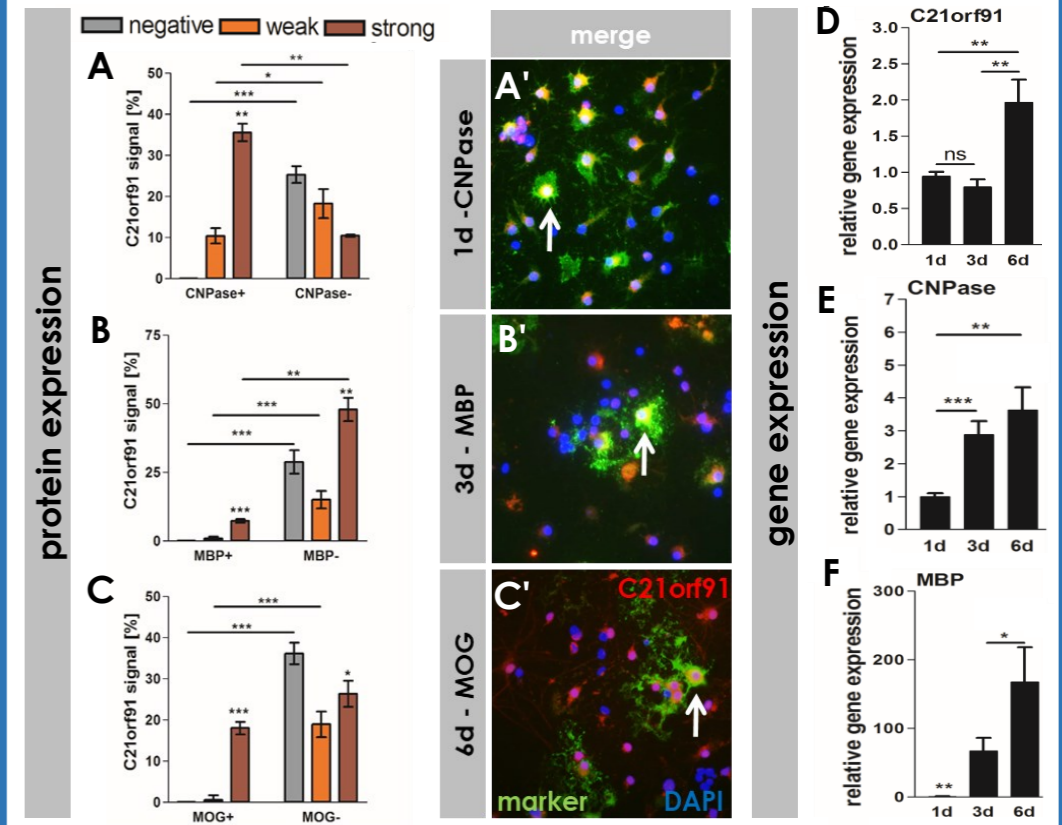 negative weak strong
protein expression
A
C21orf91 signal [%]
50
40
30
20
10
0
***
*
**
**
CNPase+ CNPase-
B
C21orf91 signal [%]
75
50
25
0
***
***
**
***
**
MBP+ MBP-
C
C21orf91 signal [%]
50
40
30
20
10
0
***
***
***
*
MOG+ MOG-
merge
1d -CNPase
A'
3d - MBP
B'
6d - MOG
C'
C21orf91
marker
DAPI
gene expression
D
C21orf91
relative gene expression
3.0
2.5
2.0
1.5
1.0
0.5
0.0
**
**
ns
1d 3d 6d
E
CNPase
relative gene expression
7
6
5
4
3
2
1
0
**
***
1d 3d 6d
F
MBP
relative gene expression
300
200
100
0
*
**
1d 3d 6d